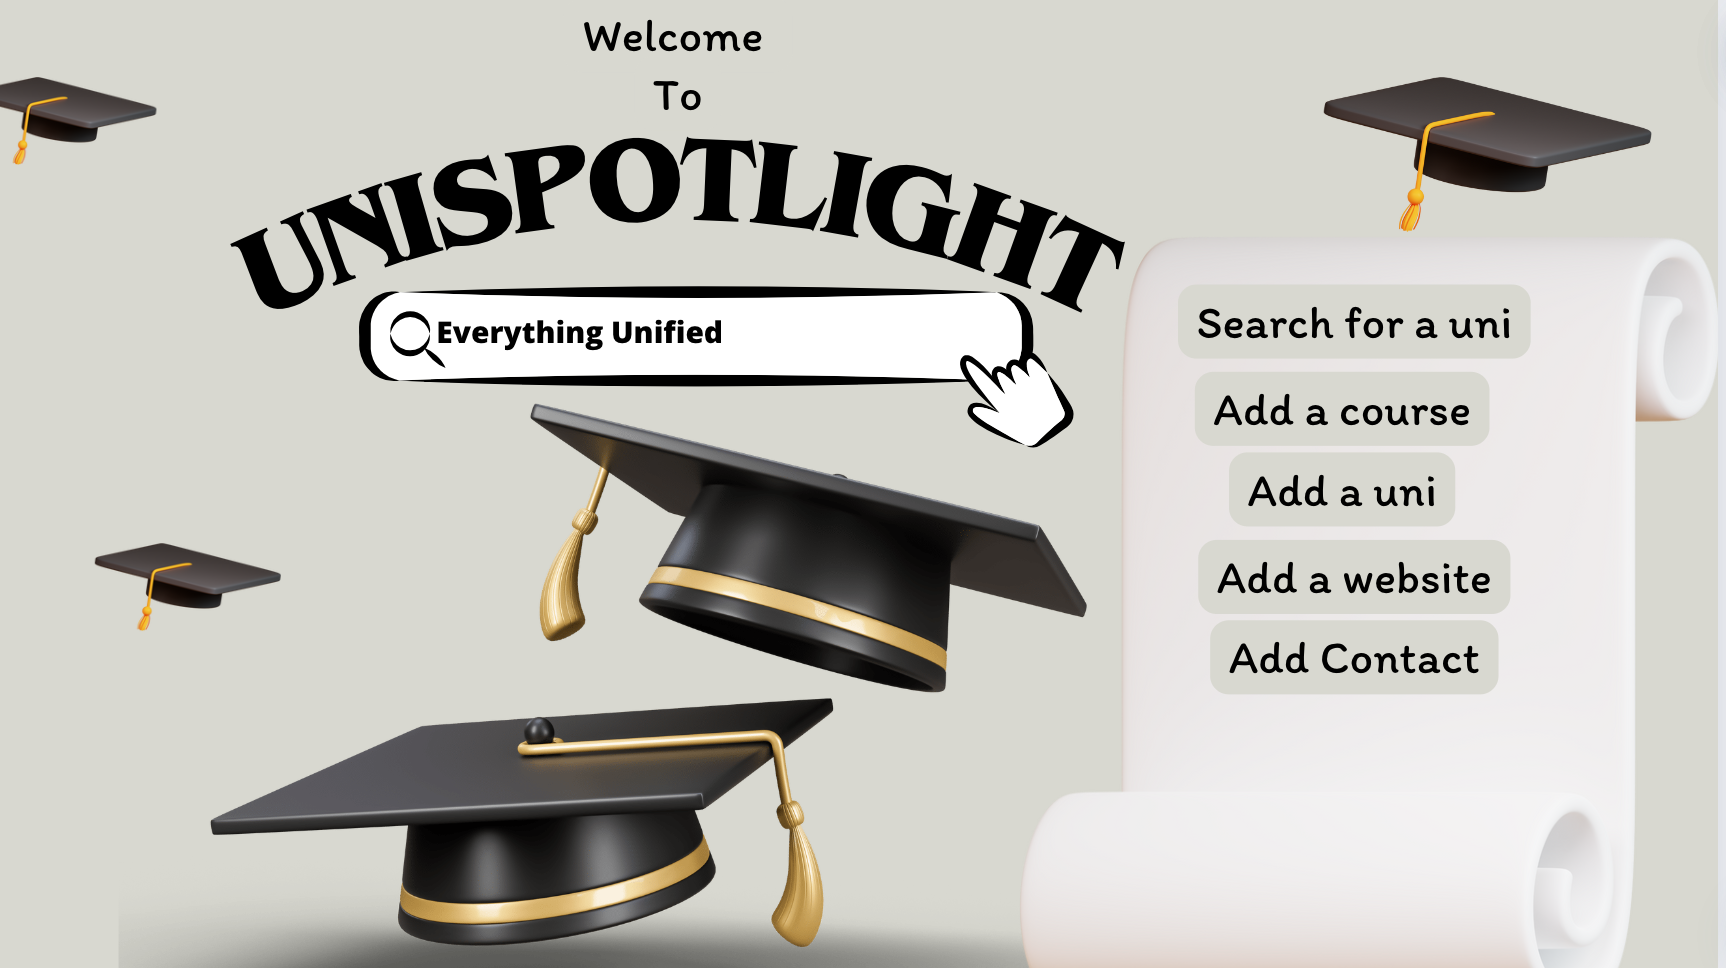 Welcome
To
UNISPOTLIGHT
Everything Unified
Search for a uni
Add a course
Add a uni
Add a website
Add Contact